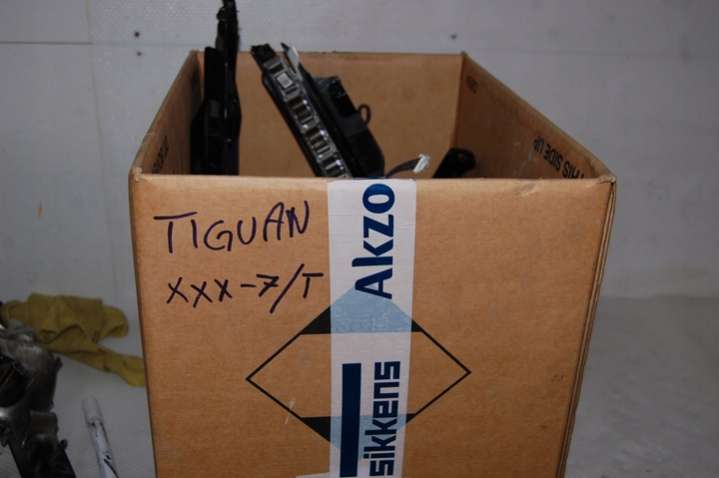 TIGUAN
XXX-7/T
Akzo
sikkens
THIS SIDE UP